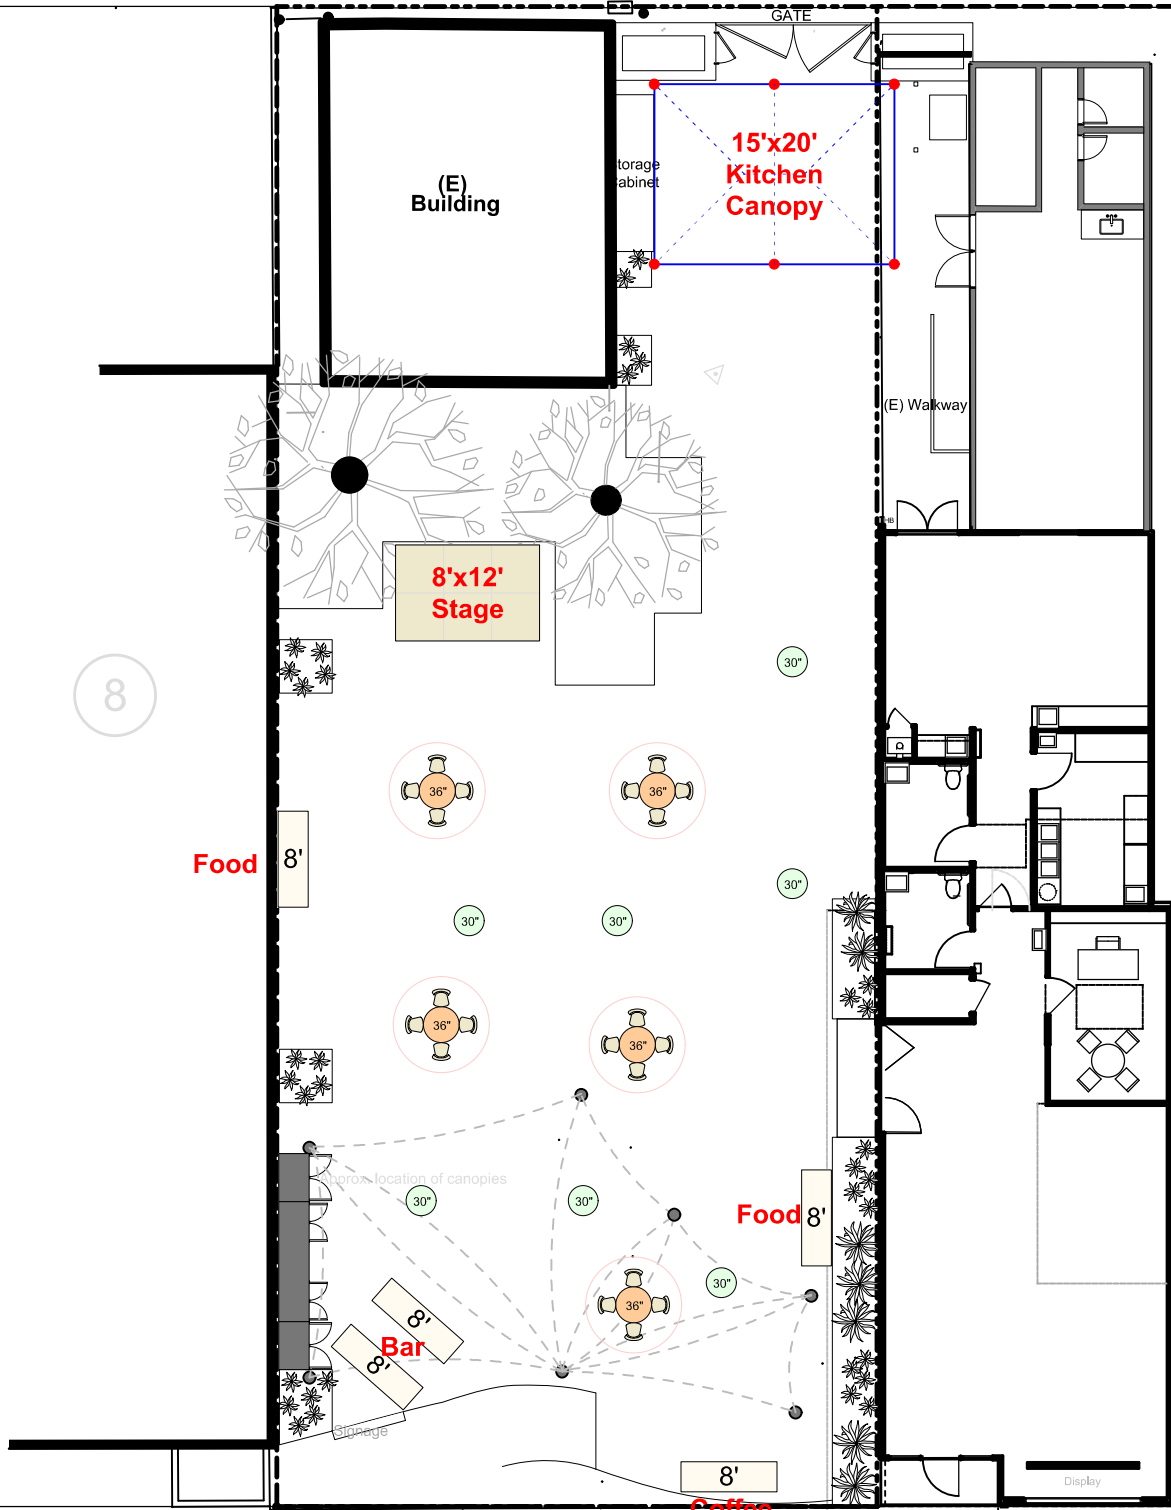 GATE
15'x20'
Kitchen
Canopy
torage
abinet
(E)
Building
(E) Walkway
HB
8'x12'
Stage
30"
8
36"
36"
Food
8'
30"
30"
30"
36"
36"
Approx. location of canopies
30"
30"
Food
8'
30"
36"
8'
Bar
8'
Signage
8'
Coffee
Display